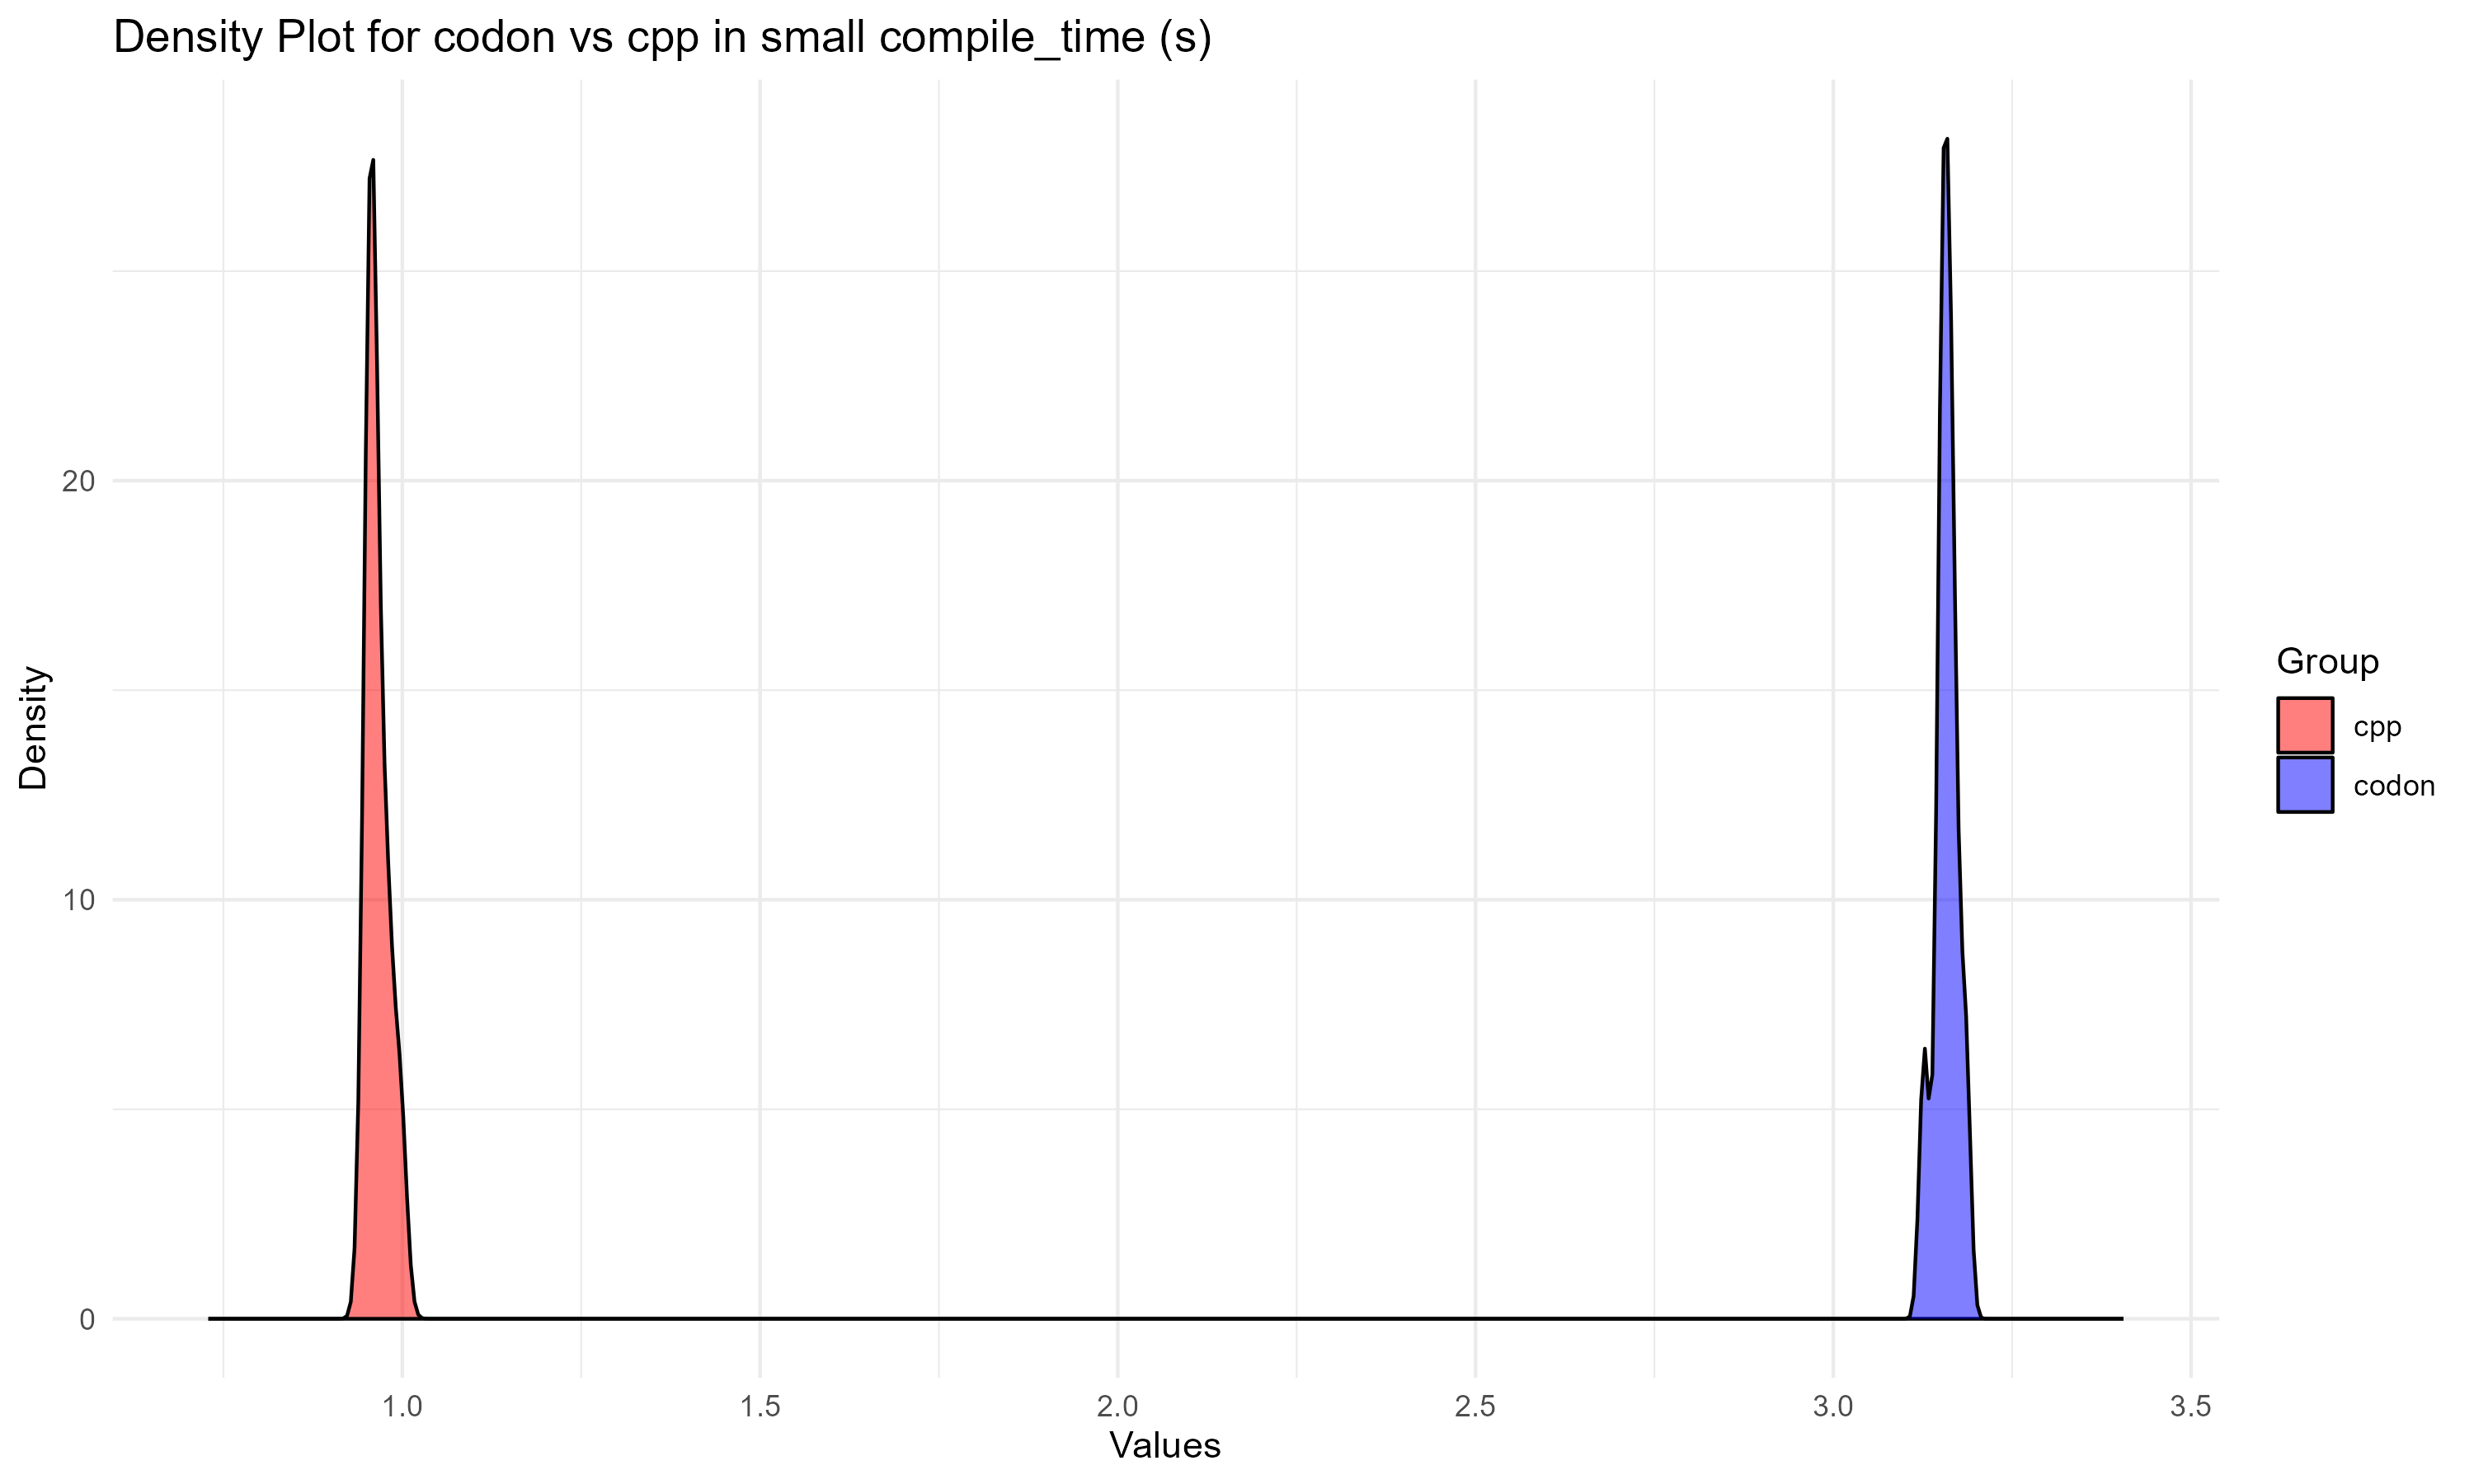 Density Plot for codon vs cpp in small compile_time (s)
Density
20
10
0
1.0 1.5 2.0 2.5 3.0 3.5
Values
Group
cpp
codon